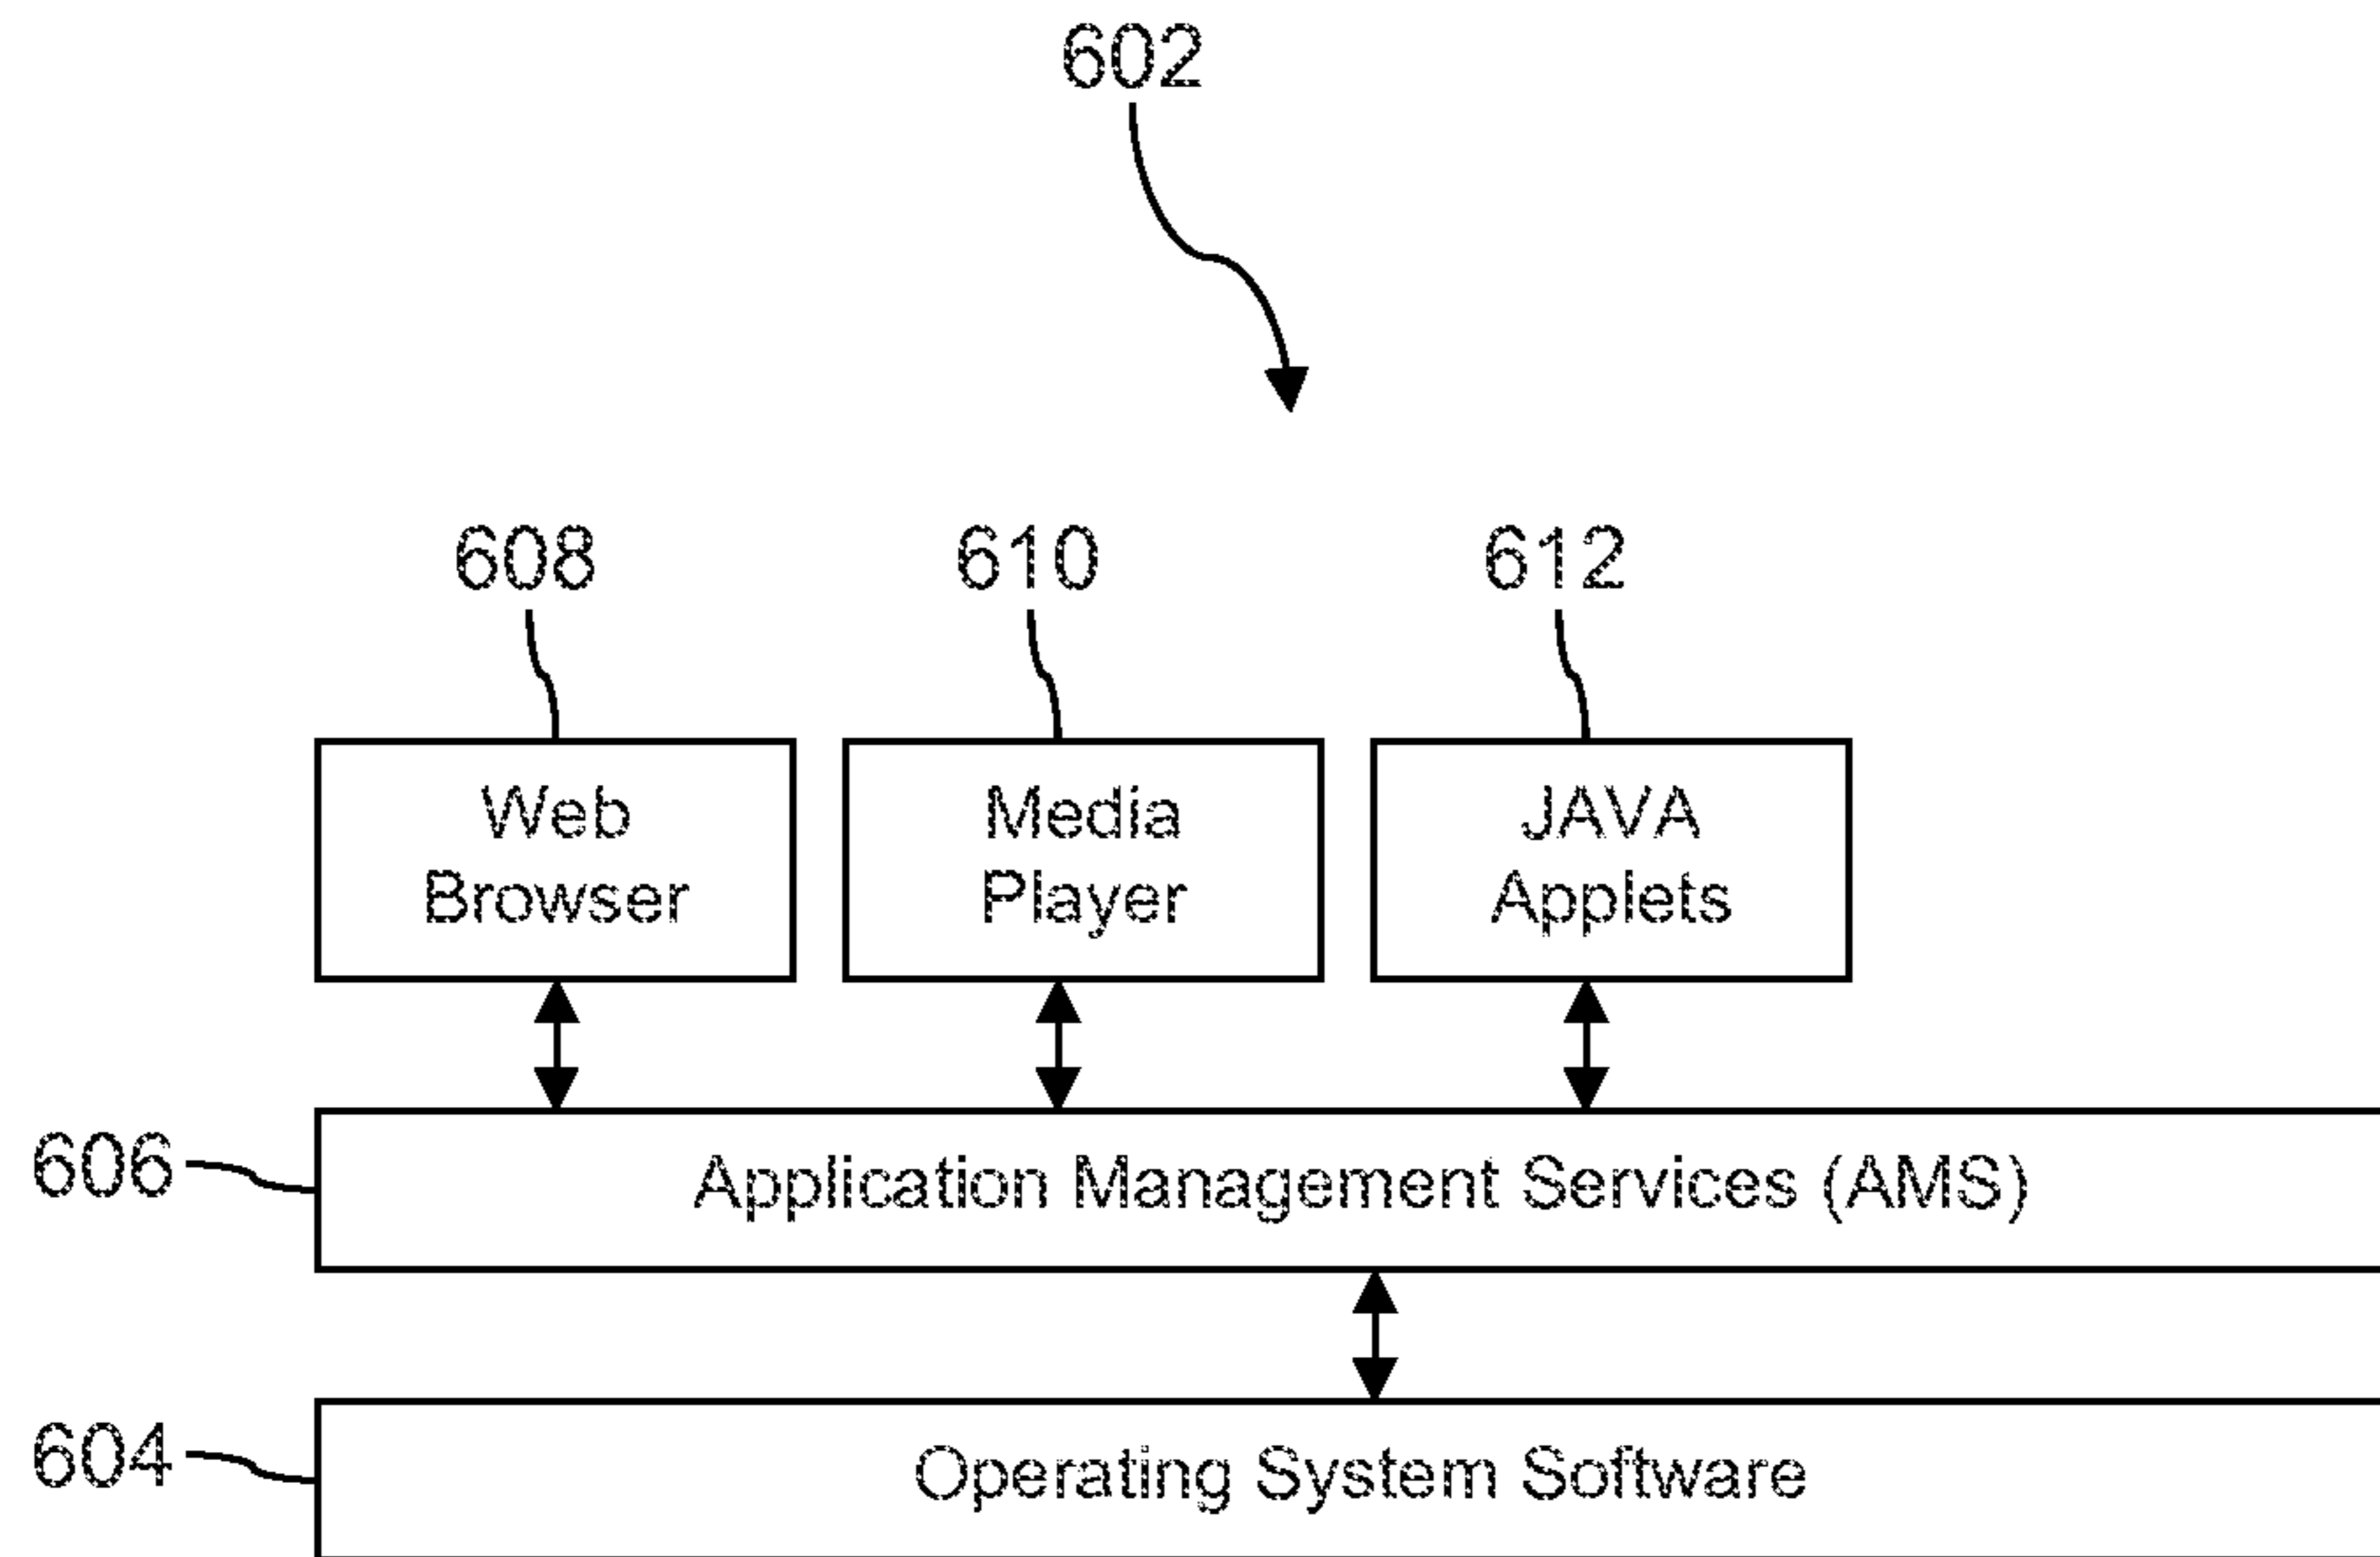 602
608
610
612
Web
Browser
Media
Player
JAVA
Applets
606
Application Management Services (AMS)
604
Operating System Software